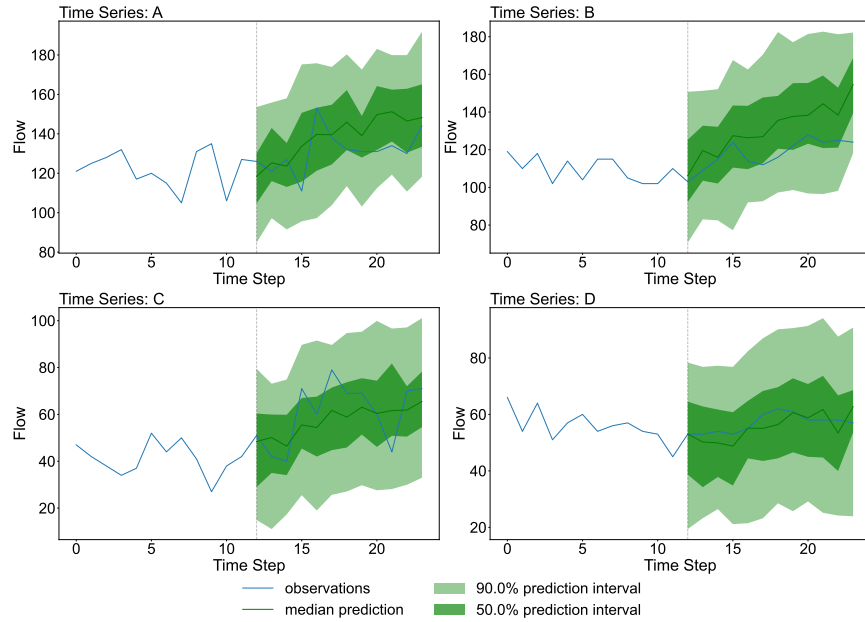 Time Series: A
180
160
140
120
100
80
Flow
0 5 10 15 20
Time Step
Time Series: B
180
160
140
120
100
80
60
Flow
0 5 10 15 20
Time Step
Time Series: C
100
80
60
40
20
Flow
0 5 10 15 20
Time Step
Time Series: D
80
60
40
20
Flow
0 5 10 15 20
Time Step
observations
median prediction
90.0% prediction interval
50.0% prediction interval